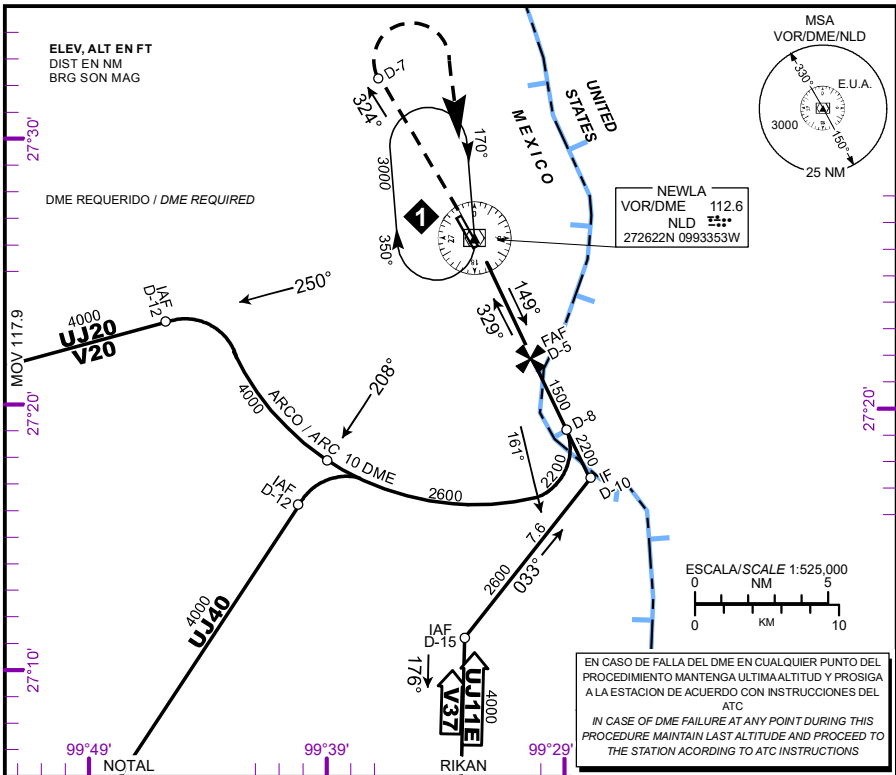 ELEV, ALT EN FT
DIST EN NM
BRG SON MAG
DME REQUERIDO / DME REQUIRED
MSA
VOR/DME/NLD
330°
E.U.A.
3000
150°
25 NM
UNITED
STATES
MEXICO
D-7
324°
170°
3000
350°
1
NEWLA
VOR/DME 112.6
NLD
272622N 0993353W
27°30'
250°
IAF
D-12
4000
UJ20
V20
MOV 117.9
149°
329°
FAF
D-5
1500
D-8
2200
IF
D-10
27°20'
27°20'
208°
4000
ARCO / ARC 10 DME
2600
2200
161°
IAF
D-12
4000
UJ40
7.6
2600
033°
IAF
D-15
176°
V37
UJ11E
4000
ESCALA/SCALE 1:525,000
0 NM 5
0 KM 10
27°10'
EN CASO DE FALLA DEL DME EN CUALQUIER PUNTO DEL
PROCEDIMIENTO MANTENGA ULTIMA ALTITUD Y PROSIGA
A LA ESTACION DE ACUERDO CON INSTRUCCIONES DEL
ATC
IN CASE OF DME FAILURE AT ANY POINT DURING THIS
PROCEDURE MAINTAIN LAST ALTITUDE AND PROCEED TO
THE STATION ACORDING TO ATC INSTRUCTIONS
99°49'
99°39'
99°29'
NOTAL
RIKAN